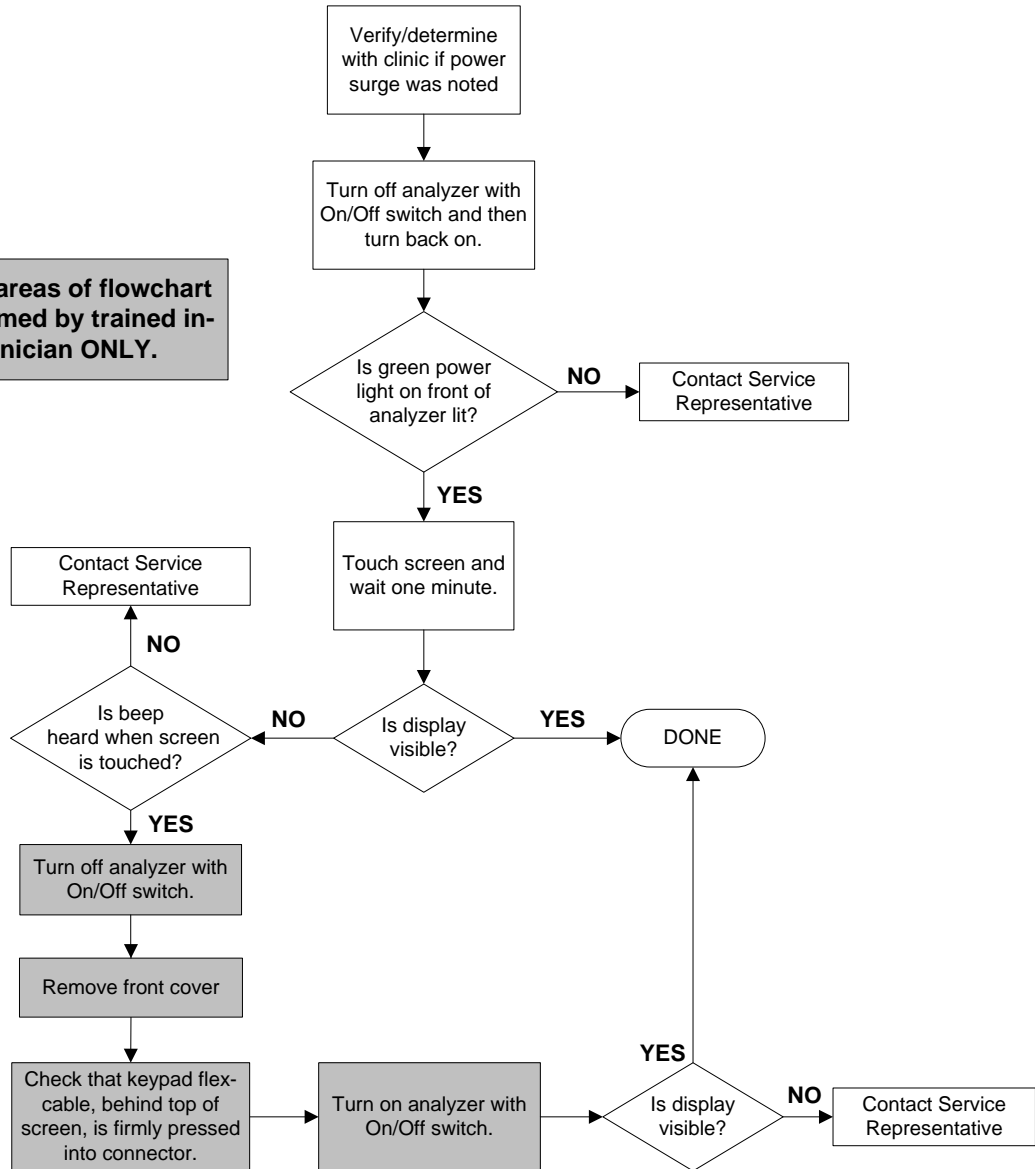 Verify/determine
with clinic if power
surge was noted
Turn off analyzer with
On/Off switch and then
turn back on.
areas of flowchart
med by trained in-
nician ONLY.
Is green power
light on front of
analyzer lit?
NO
Contact Service
Representative
YES
Touch screen and
wait one minute.
Contact Service
Representative
NO
Is beep
heard when screen
is touched?
NO
Is display
visible?
YES
DONE
YES
Turn off analyzer with
On/Off switch.
Remove front cover
Check that keypad flex-
cable, behind top of
screen, is firmly pressed
into connector.
Turn on analyzer with
On/Off switch.
YES
Is display
visible?
NO
Contact Service
Representative